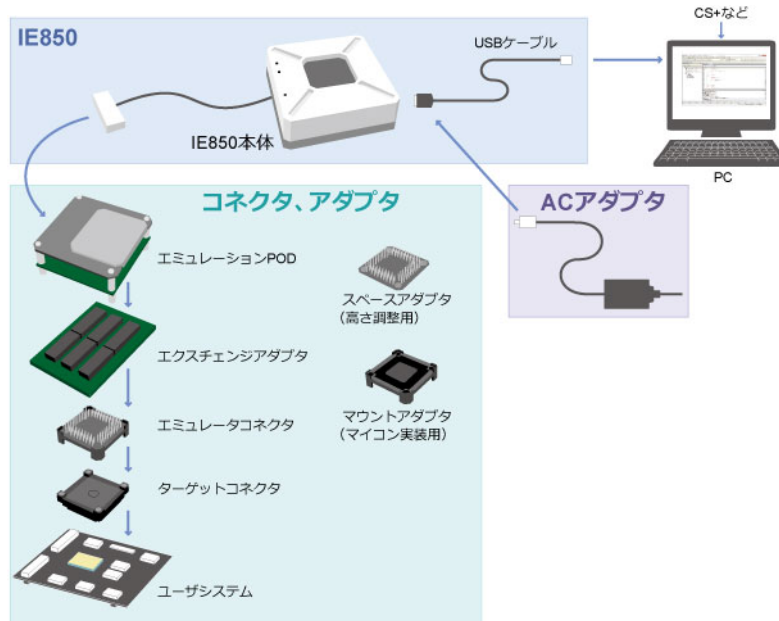 IE850
CS+など
USBケーブル
IE850本体
PC
コネクタ、アダプタ
ACアダプタ
エミュレーションPOD
スペースアダプタ
（高さ調整用）
エクスチェンジアダプタ
エミュレータコネクタ
マウントアダプタ
（マイコン実装用）
ターゲットコネクタ
ユーザシステム